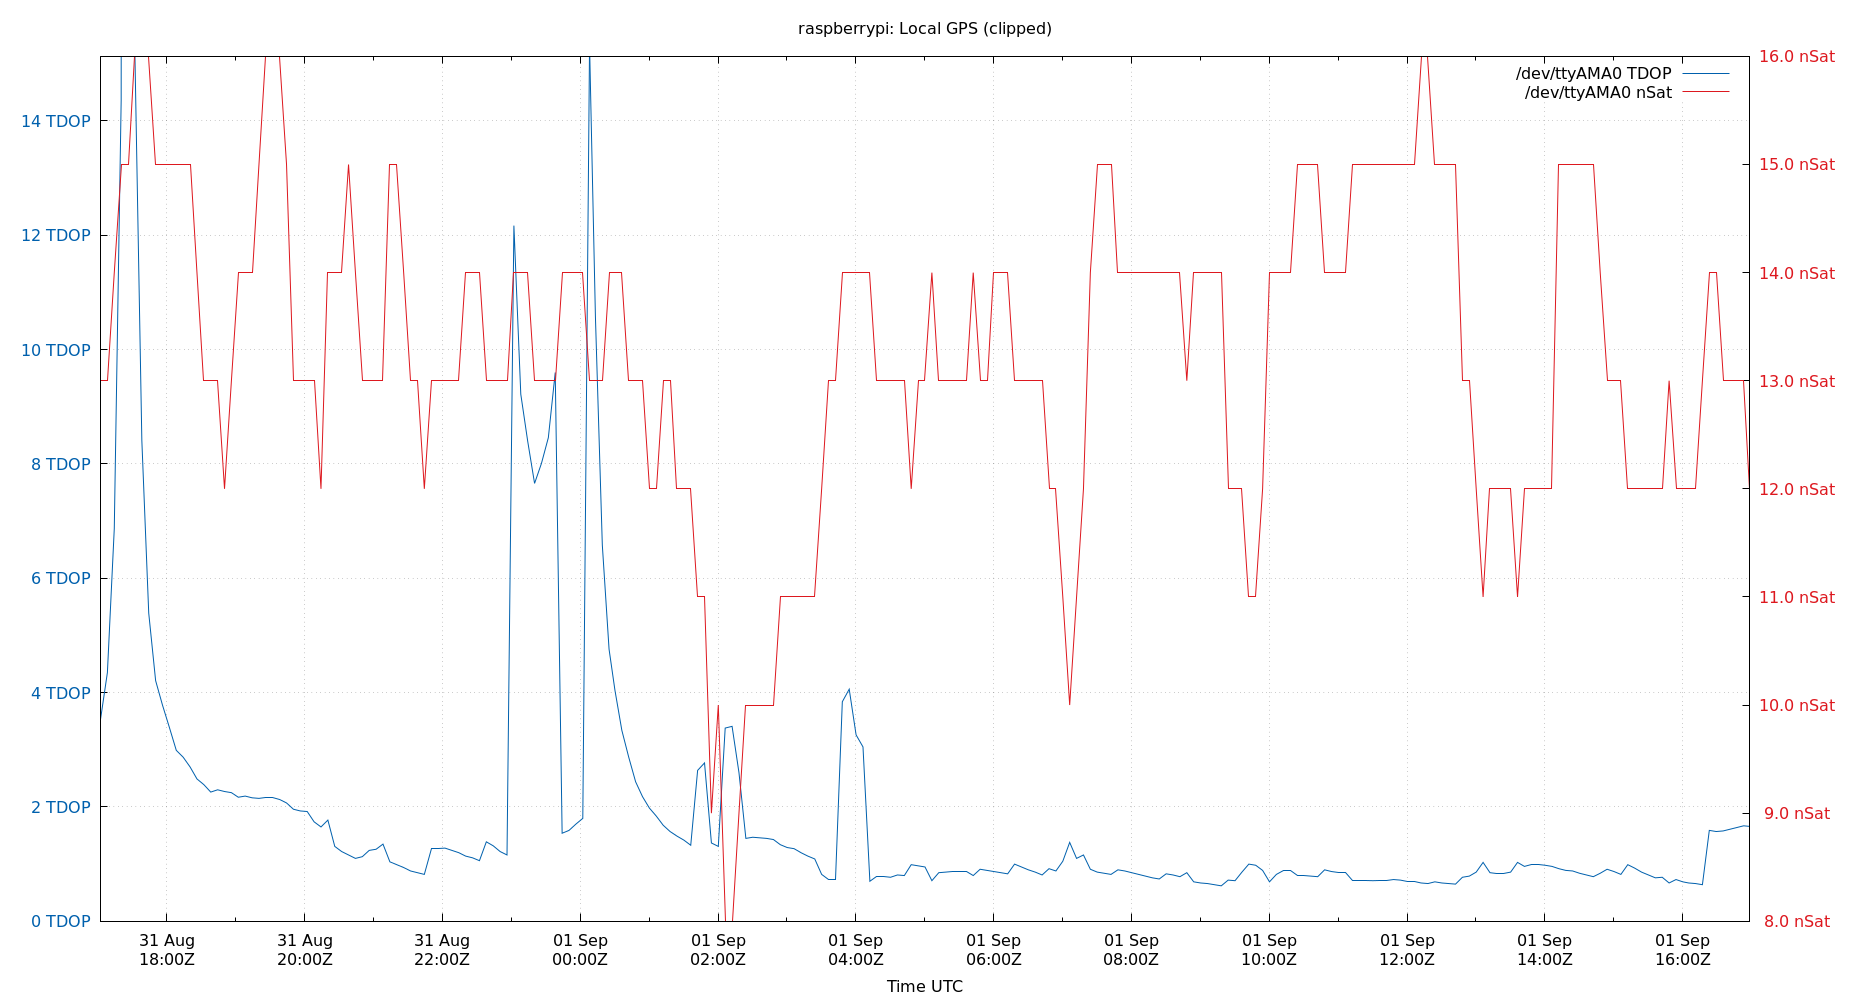 raspberrypi: Local GPS (clipped)
/dev/ttyAMA0 TDOP
/dev/ttyAMA0 nSat
14 TDOP
12 TDOP
10 TDOP
8 TDOP
6 TDOP
4 TDOP
2 TDOP
0 TDOP
16.0 nSat
15.0 nSat
14.0 nSat
13.0 nSat
12.0 nSat
11.0 nSat
10.0 nSat
9.0 nSat
8.0 nSat
31 Aug 31 Aug 31 Aug 01 Sep 01 Sep 01 Sep 01 Sep 01 Sep 01 Sep 01 Sep 01 Sep 01 Sep
18:00Z 20:00Z 22:00Z 00:00Z 02:00Z 04:00Z 06:00Z 08:00Z 10:00Z 12:00Z 14:00Z 16:00Z
Time UTC